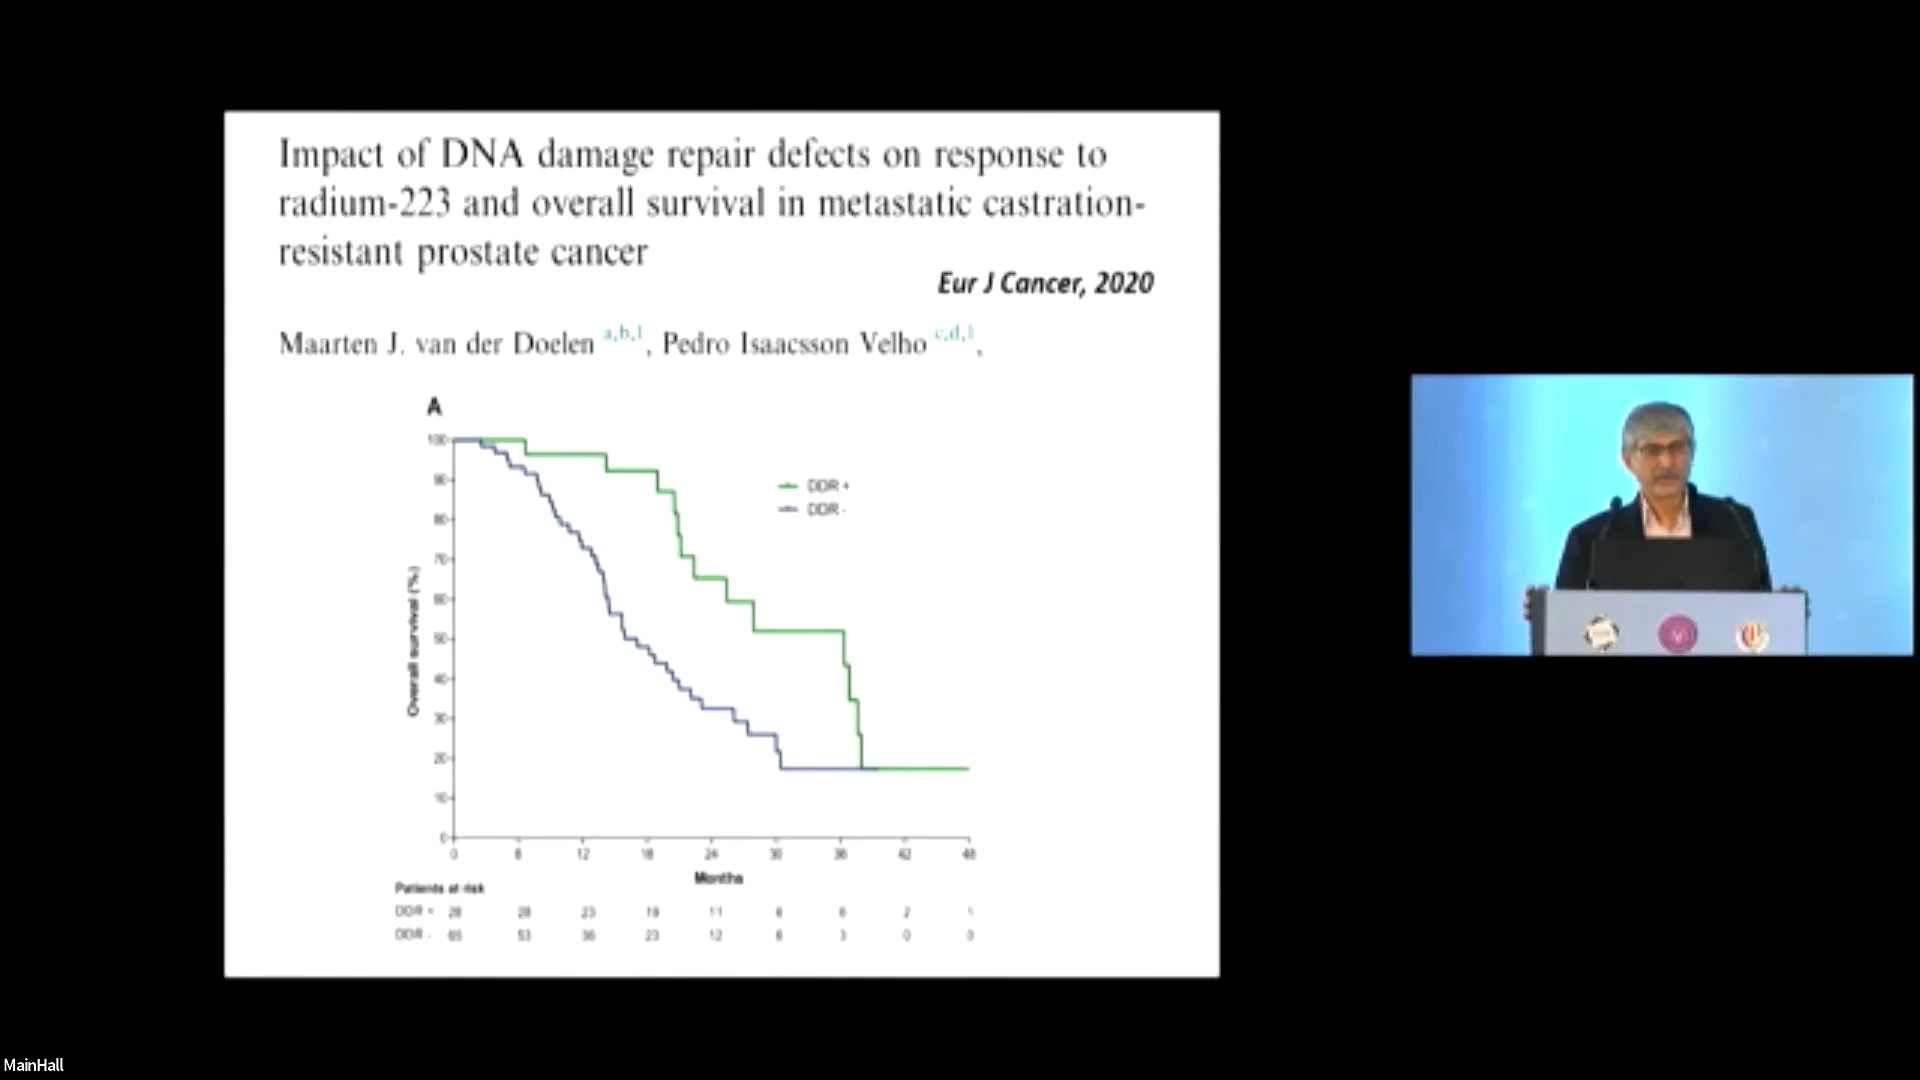 Impact of DNA damage repair defects on response to
radium-223 and overall survival in metastatic castration-
resistant prostate cancer
Eur J Cancer, 2020
Maarten J. van der Doelen a,b,1, Pedro Isaacsson Velho c,d,1,
A
100
90
80
70
60
50
40
30
20
10
0
Overall survival (%)
DDR +
DDR -
0 6 12 18 24 30 36 42 48
Months
Patients at risk
DDR + 28 28 23 19 11 6 6 2 1
DDR - 65 53 36 23 12 6 3 0 0
MainHall